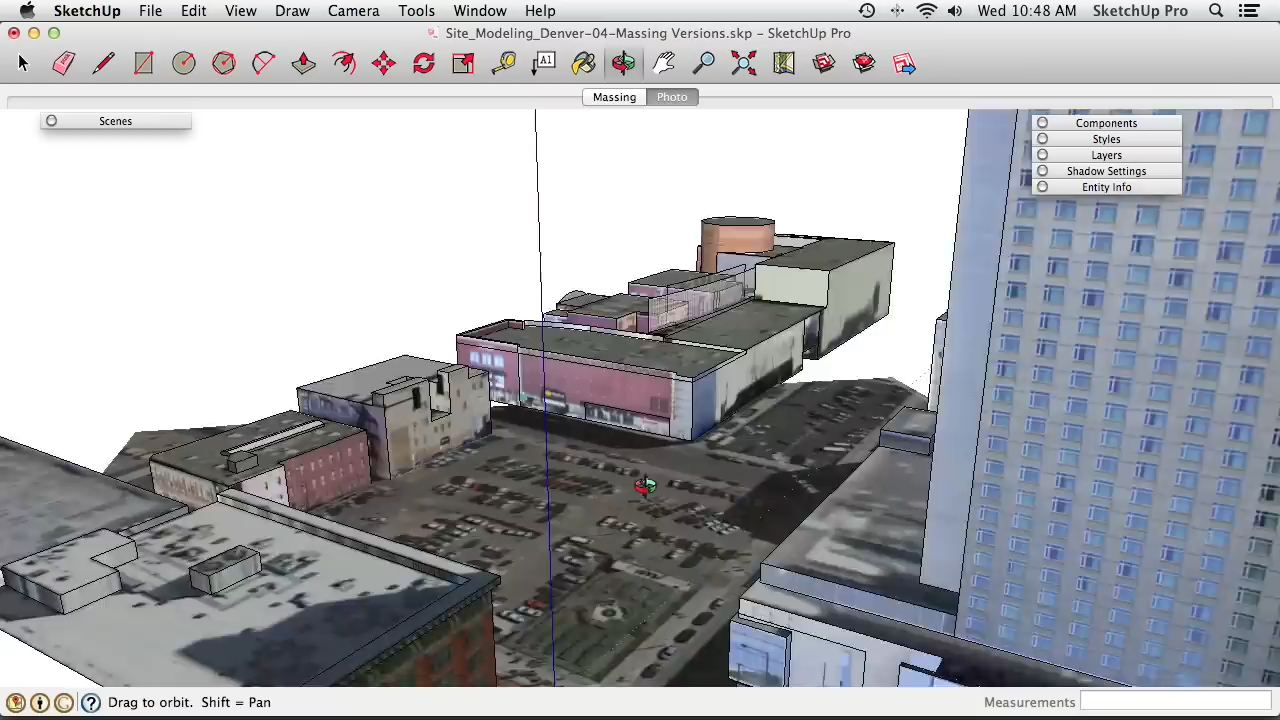 SketchUp File Edit View Draw Camera Tools Window Help Wed 10:48 AM SketchUp Pro
Site_Modeling_Denver-04-Massing Versions.skp – SketchUp Pro
A1
Massing Photo
Scenes
Components
Styles
Layers
Shadow Settings
Entity Info
? Drag to orbit. Shift = Pan Measurements